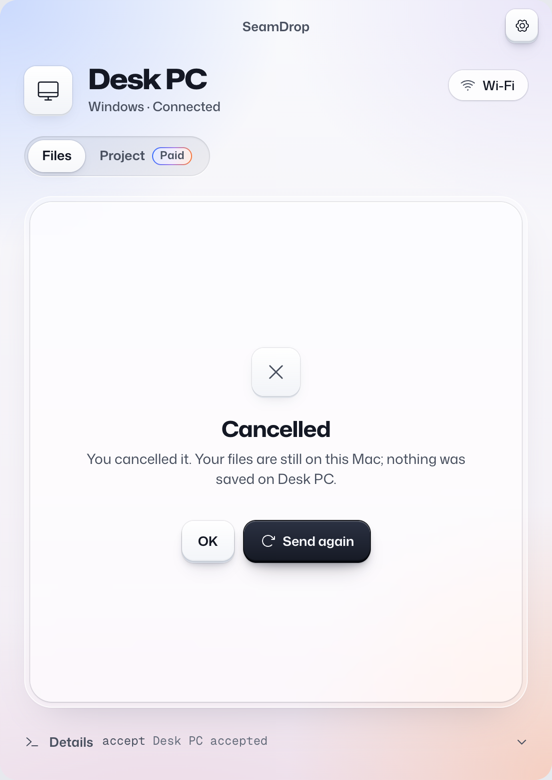 SeamDrop
Desk PC
Windows · Connected
Wi-Fi
Files
Project
Paid
Cancelled
You cancelled it. Your files are still on this Mac; nothing was
saved on Desk PC.
OK
Send again
Details accept Desk PC accepted